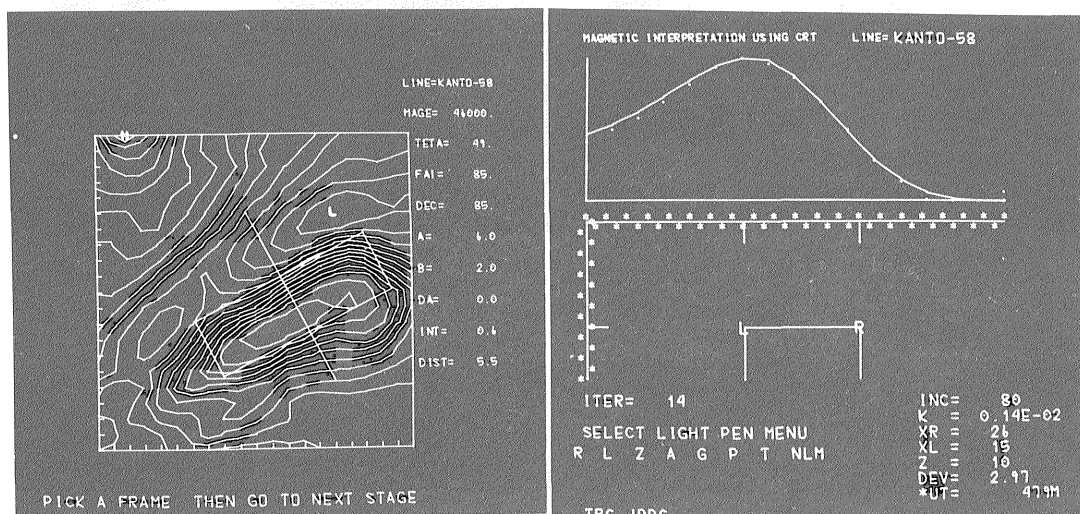 LINE=KANTO-58
MAGE= 46000.
TETA= 49.
FAI= 85.
DEC= 85.
A= 6.0
B= 2.0
DA= 0.0
INT= 0.6
DIST= 5.5
L
PICK A FRAME THEN GO TO NEXT STAGE
MAGNETIC INTERPRETATION USING CRT LINE= KANTO-58
L R
ITER= 14
SELECT LIGHT PEN MENU
R L Z A G P T NLM
INC= 80
K = 0.14E-02
XR = 26
XL = 15
Z = 10
DEV= 2.97
*UT= 479M